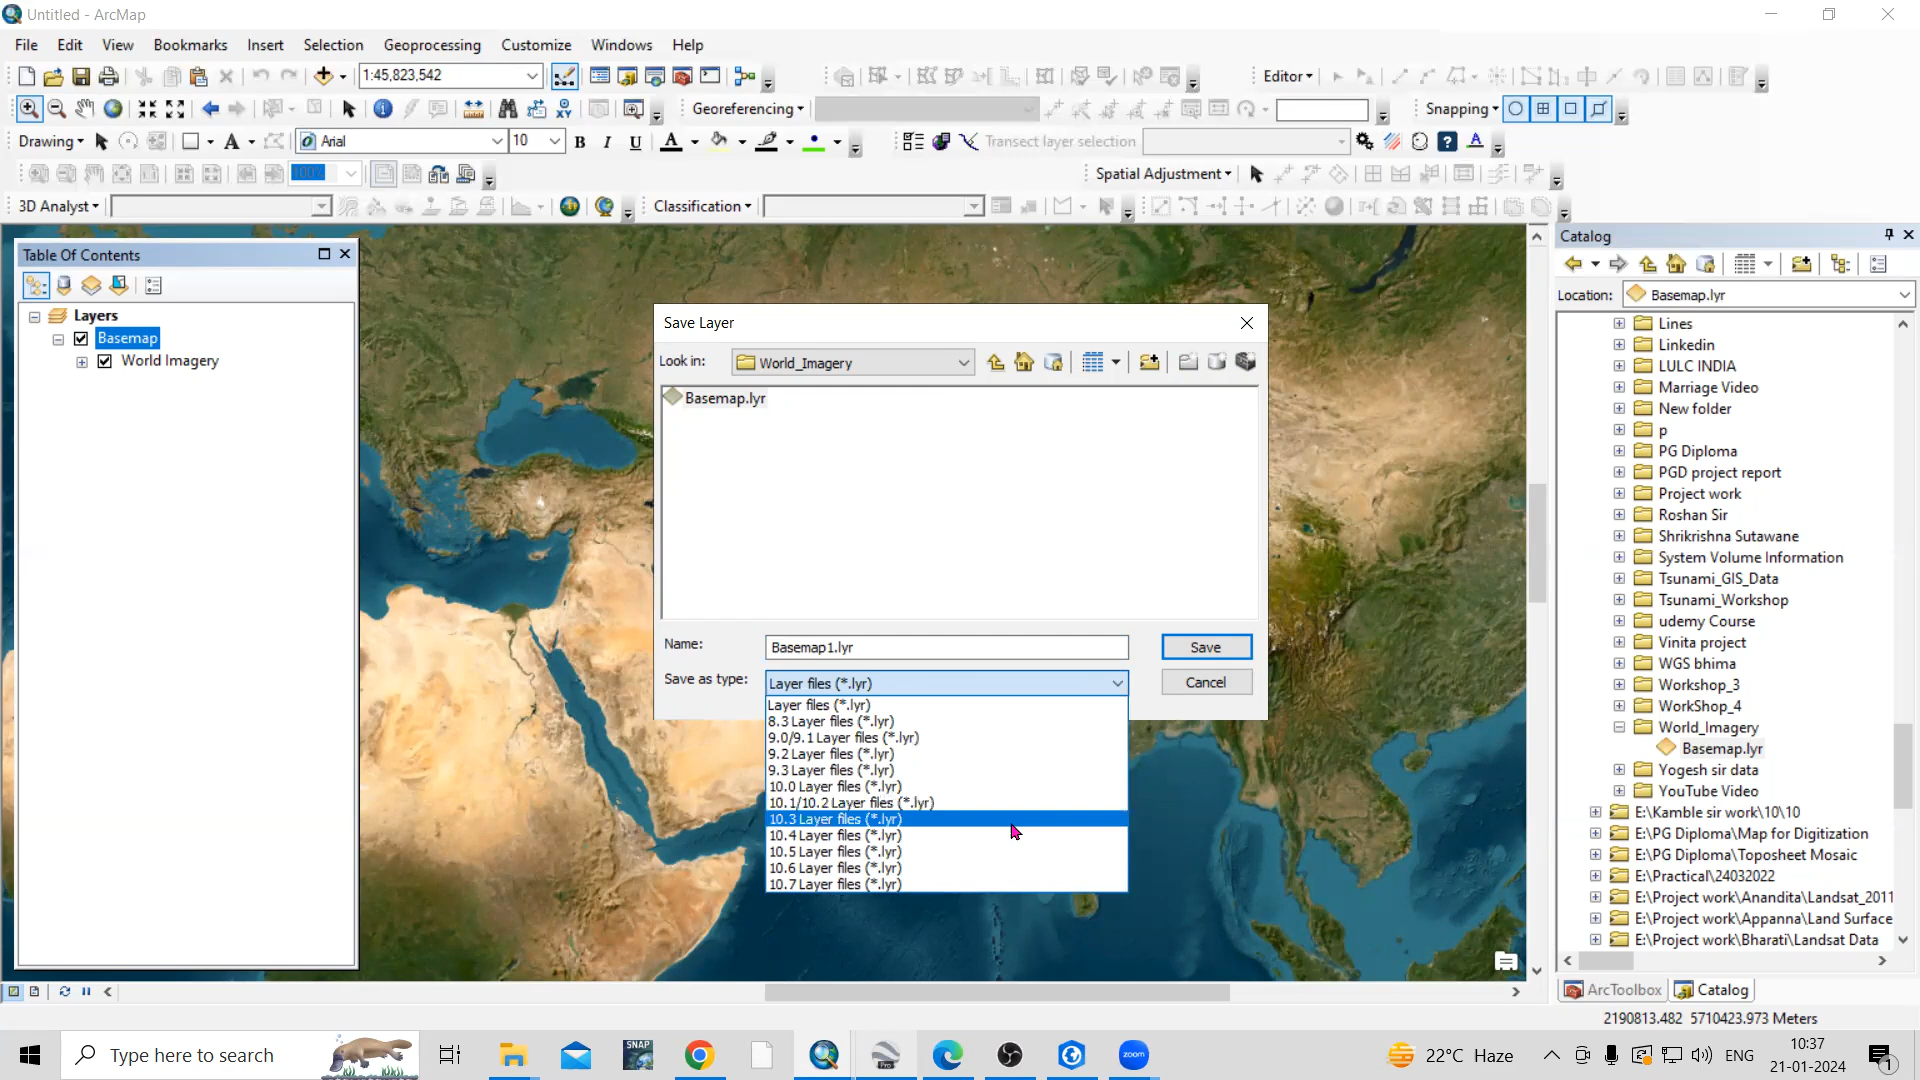 Untitled - ArcMap
File Edit View Bookmarks Insert Selection Geoprocessing Customize Windows Help
1:45,823,542
Editor
Georeferencing
Snapping
Drawing
Arial
10
B I U A
Transect layer selection
100%
Spatial Adjustment
3D Analyst
Classification
Table Of Contents
Layers
Basemap
World Imagery
Save Layer
Look in: World_Imagery
Basemap.lyr
Name: Basemap1.lyr
Save
Save as type: Layer files (*.lyr)
Cancel
Layer files (*.lyr)
8.3 Layer files (*.lyr)
9.0/9.1 Layer files (*.lyr)
9.2 Layer files (*.lyr)
9.3 Layer files (*.lyr)
10.0 Layer files (*.lyr)
10.1/10.2 Layer files (*.lyr)
10.3 Layer files (*.lyr)
10.4 Layer files (*.lyr)
10.5 Layer files (*.lyr)
10.6 Layer files (*.lyr)
10.7 Layer files (*.lyr)
Catalog
Location: Basemap.lyr
Lines
Linkedin
LULC INDIA
Marriage Video
New folder
p
PG Diploma
PGD project report
Project work
Roshan Sir
Shrikrishna Sutawane
System Volume Information
Tsunami_GIS_Data
Tsunami_Workshop
udemy Course
Vinita project
WGS bhima
Workshop_3
WorkShop_4
World_Imagery
Basemap.lyr
Yogesh sir data
YouTube Video
E:\Kamble sir work\10\10
E:\PG Diploma\Map for Digitization
E:\PG Diploma\Toposheet Mosaic
E:\Practical\24032022
E:\Project work\Anandita\Landsat_2011
E:\Project work\Appanna\Land Surface
E:\Project work\Bharati\Landsat Data
ArcToolbox Catalog
2190813.482 5710423.973 Meters
Type here to search
SNAP
Pro
zoom
22°C Haze
ENG
10:37
21-01-2024
1